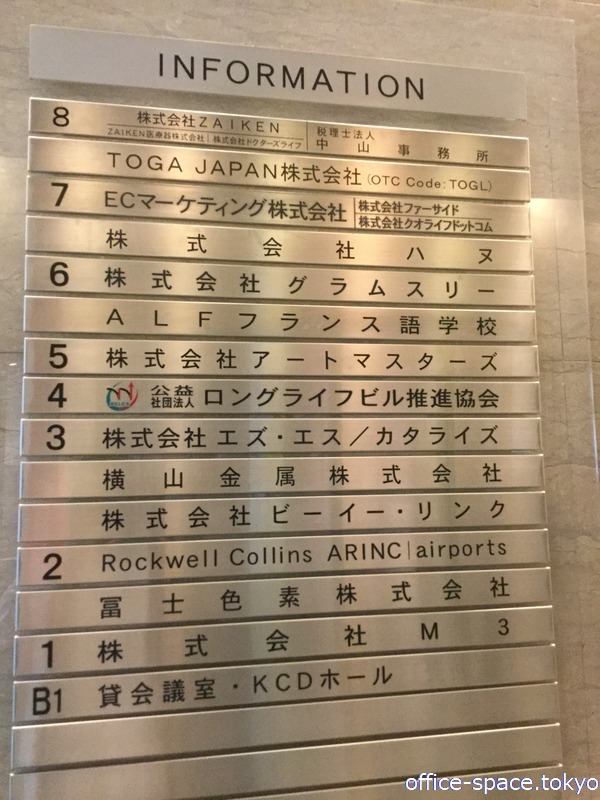 INFORMATION
8 株式会社ZAIKEN
ZAIKEN医療器株式会社 | 株式会社ドクターズライフ
税理士法人
中山事務所
TOGA JAPAN株式会社 (OTC Code: TOGL)
7 ECマーケティング株式会社
株式会社ファーサイド
株式会社クオライフドットコム
株式会社ハヌ
6 株式会社グラムスリー
ALFフランス語学校
5 株式会社アートマスターズ
4 公益社団法人 ロングライフビル推進協会
3 株式会社エズ・エス/カタライズ
横山金属株式会社
株式会社ビーイー・リンク
2 Rockwell Collins ARINC | airports
冨士色素株式会社
1 株式会社M3
B1 貸会議室・KCDホール
office-space.tokyo